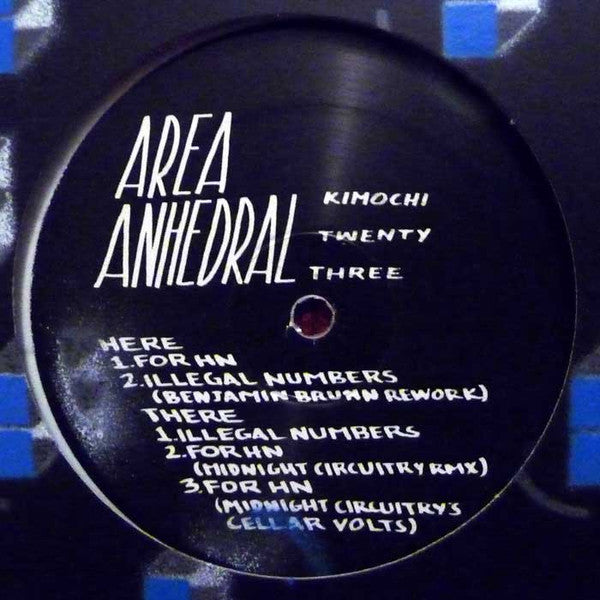 AREA
ANHEDRAL
KIMOCHI
TWENTY
THREE
HERE
1. FOR HN
2. ILLEGAL NUMBERS
(BENJAMIN BRUNN REWORK)
THERE
1. ILLEGAL NUMBERS
2. FOR HN
(MIDNIGHT CIRCUITRY RMX)
3. FOR HN
(MIDNIGHT CIRCUITRY'S
CELLAR VOLTS)